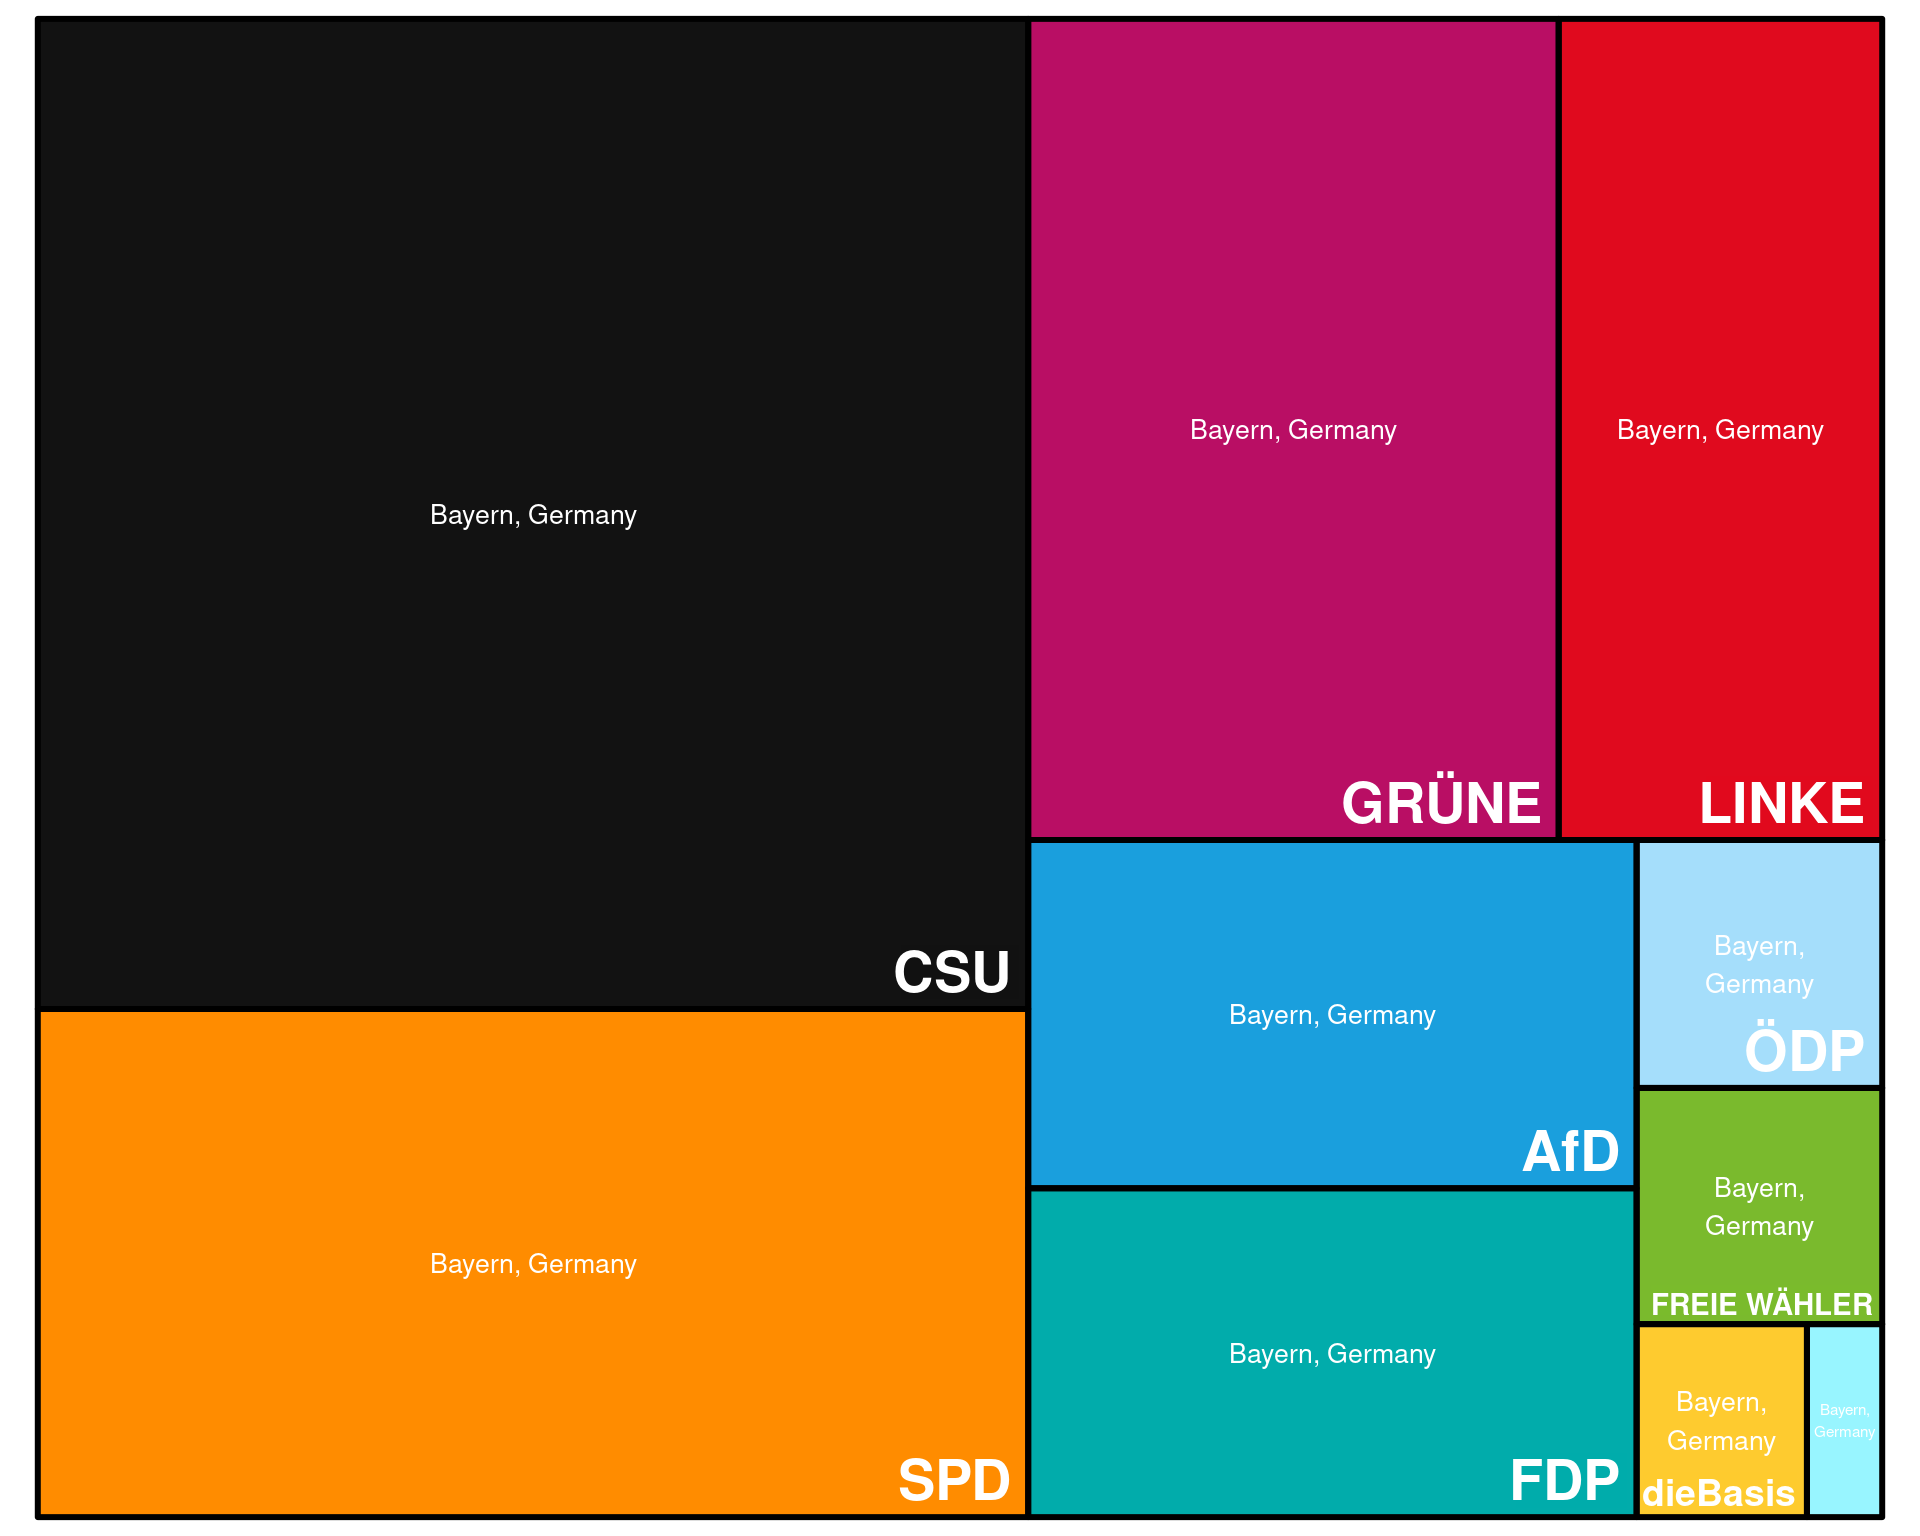 Bayern, Germany
CSU
Bayern, Germany
SPD
Bayern, Germany
GRÜNE
Bayern, Germany
LINKE
Bayern, Germany
AfD
Bayern, Germany
FDP
Bayern,
Germany
ÖDP
Bayern,
Germany
FREIE WÄHLER
Bayern,
Germany
dieBasis
Bayern,
Germany